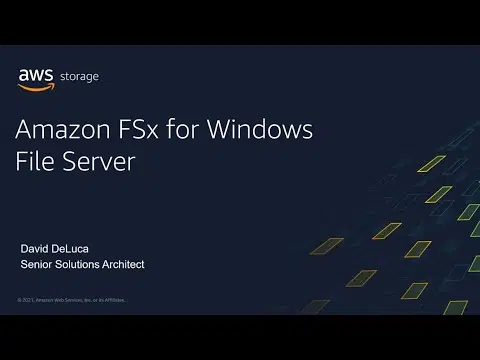 aws storage
Amazon FSx for Windows
File Server
David DeLuca
Senior Solutions Architect
© 2021, Amazon Web Services, Inc. or its Affiliates.